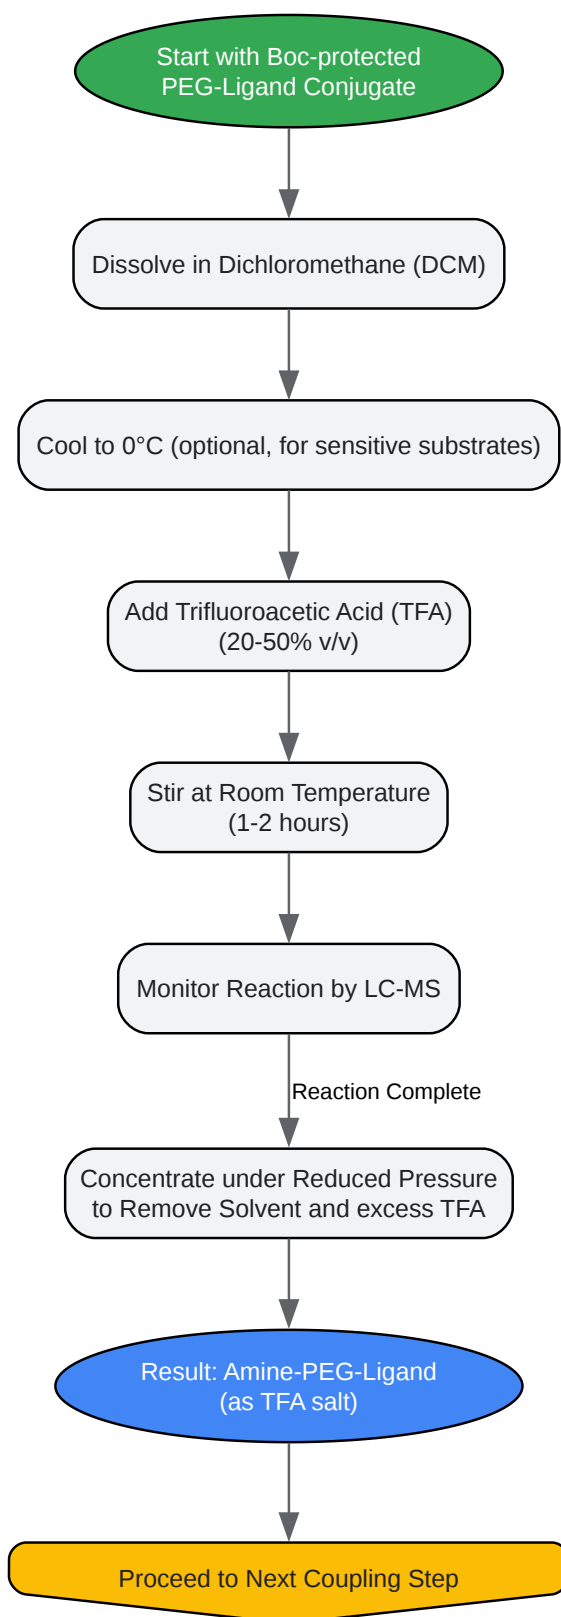 Start with Boc-protected
PEG-Ligand Conjugate
Dissolve in Dichloromethane (DCM)
Cool to 0°C (optional, for sensitive substrates)
Add Trifluoroacetic Acid (TFA)
(20-50% v/v)
Stir at Room Temperature
(1-2 hours)
Monitor Reaction by LC-MS
Reaction Complete
Concentrate under Reduced Pressure
to Remove Solvent and excess TFA
Result: Amine-PEG-Ligand
(as TFA salt)
Proceed to Next Coupling Step